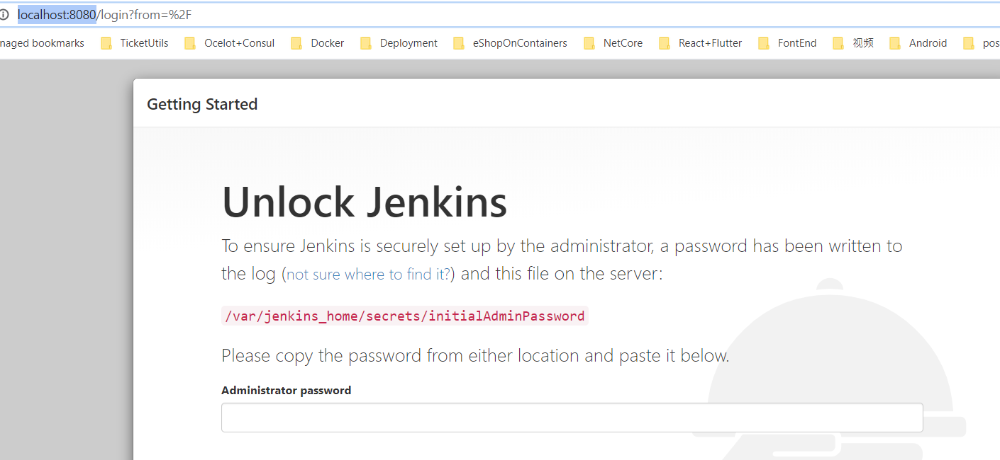 localhost:8080/login?from=%2F
naged bookmarks TicketUtils Ocelot+Consul Docker Deployment eShopOnContainers NetCore React+Flutter FontEnd 视频 Android pos
Getting Started
Unlock Jenkins
To ensure Jenkins is securely set up by the administrator, a password has been written to
the log (not sure where to find it?) and this file on the server:
/var/jenkins_home/secrets/initialAdminPassword
Please copy the password from either location and paste it below.
Administrator password